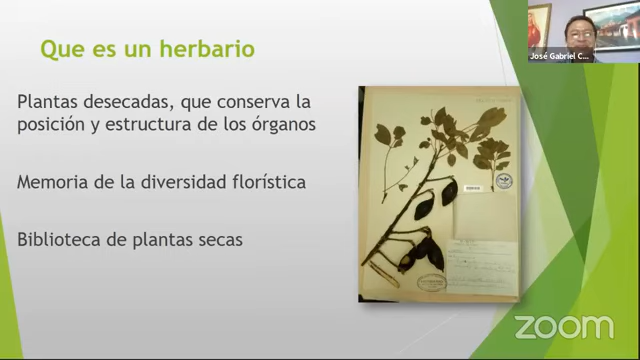 Que es un herbario
José Gabriel C...
Plantas desecadas, que conserva la
posición y estructura de los órganos
Memoria de la diversidad florística
Biblioteca de plantas secas
zoom